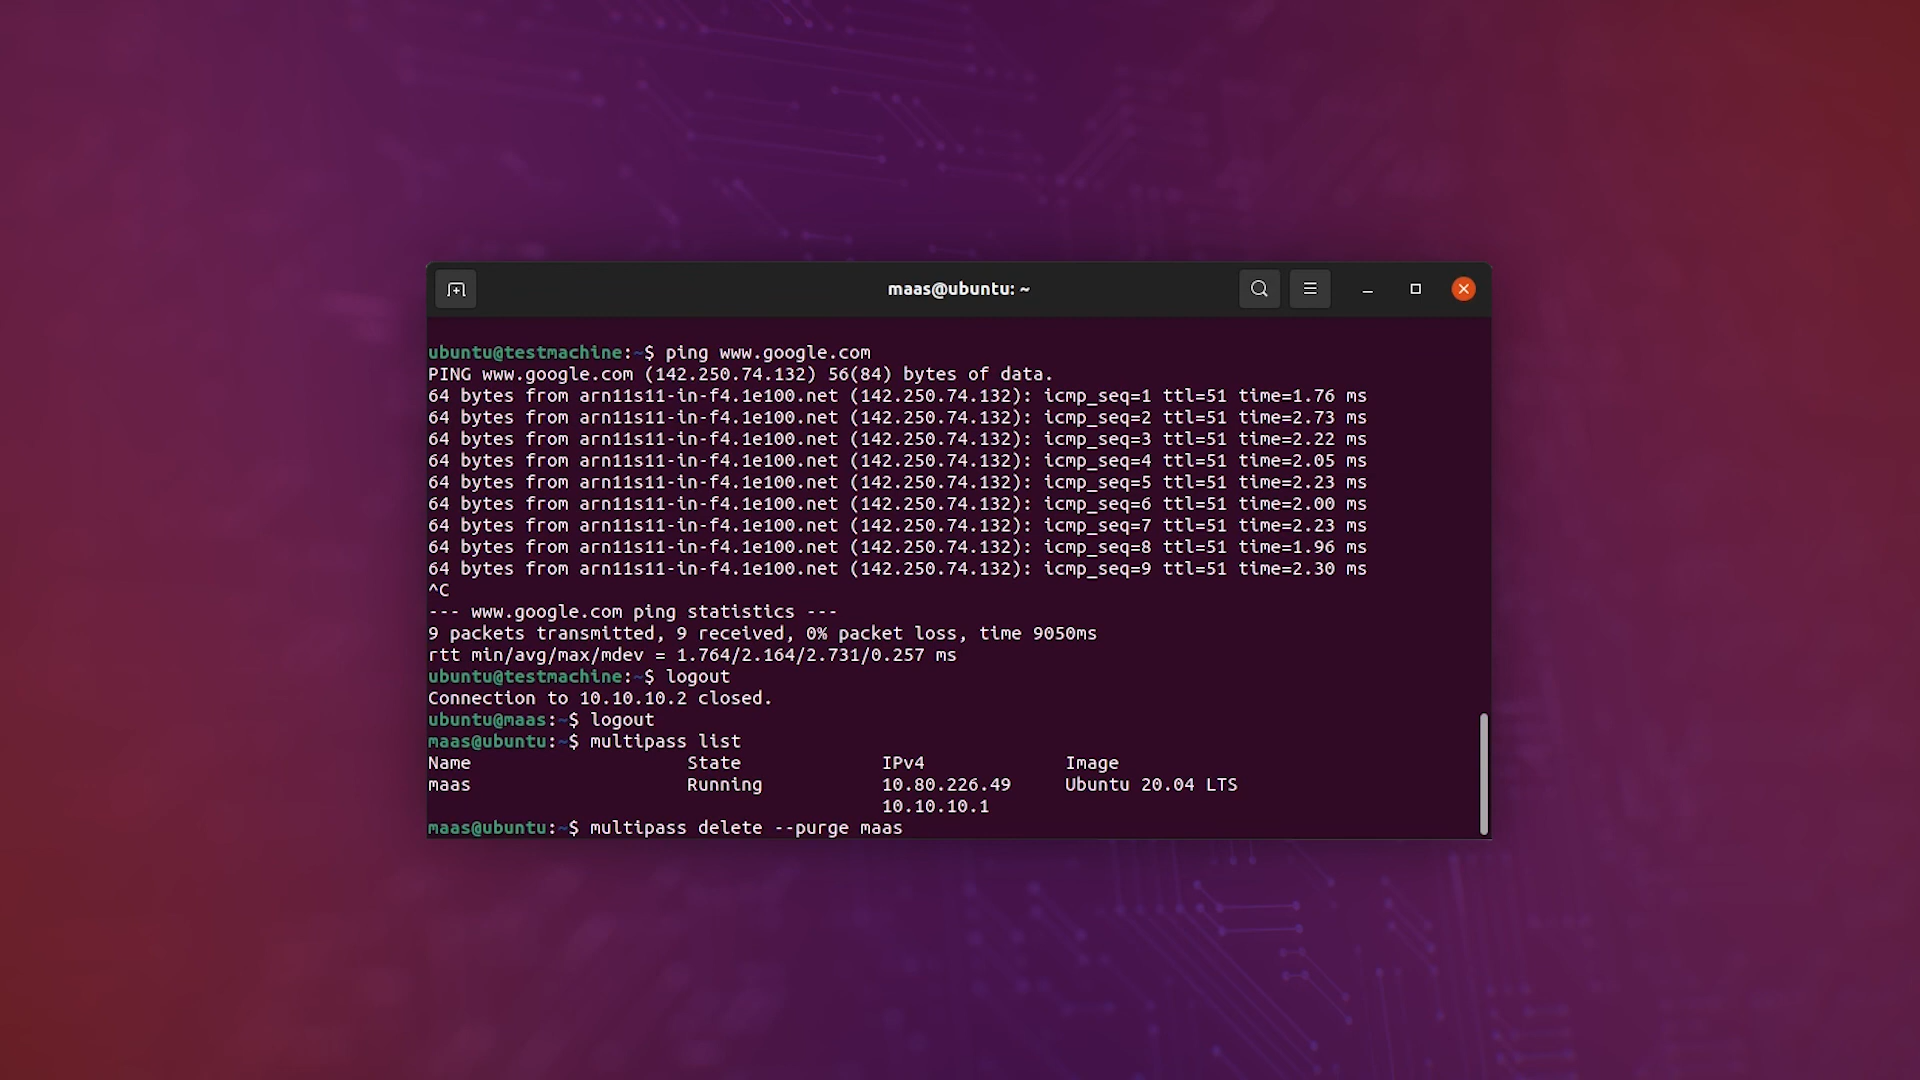 maas@ubuntu: ~
ubuntu@testmachine:~$ ping www.google.com
PING www.google.com (142.250.74.132) 56(84) bytes of data.
64 bytes from arn11s11-in-f4.1e100.net (142.250.74.132): icmp_seq=1 ttl=51 time=1.76 ms
64 bytes from arn11s11-in-f4.1e100.net (142.250.74.132): icmp_seq=2 ttl=51 time=2.73 ms
64 bytes from arn11s11-in-f4.1e100.net (142.250.74.132): icmp_seq=3 ttl=51 time=2.22 ms
64 bytes from arn11s11-in-f4.1e100.net (142.250.74.132): icmp_seq=4 ttl=51 time=2.05 ms
64 bytes from arn11s11-in-f4.1e100.net (142.250.74.132): icmp_seq=5 ttl=51 time=2.23 ms
64 bytes from arn11s11-in-f4.1e100.net (142.250.74.132): icmp_seq=6 ttl=51 time=2.00 ms
64 bytes from arn11s11-in-f4.1e100.net (142.250.74.132): icmp_seq=7 ttl=51 time=2.23 ms
64 bytes from arn11s11-in-f4.1e100.net (142.250.74.132): icmp_seq=8 ttl=51 time=1.96 ms
64 bytes from arn11s11-in-f4.1e100.net (142.250.74.132): icmp_seq=9 ttl=51 time=2.30 ms
^C
--- www.google.com ping statistics ---
9 packets transmitted, 9 received, 0% packet loss, time 9050ms
rtt min/avg/max/mdev = 1.764/2.164/2.731/0.257 ms
ubuntu@testmachine:~$ logout
Connection to 10.10.10.2 closed.
ubuntu@maas:~$ logout
maas@ubuntu:~$ multipass list
Name State IPv4 Image
maas Running 10.80.226.49 Ubuntu 20.04 LTS
10.10.10.1
maas@ubuntu:~$ multipass delete --purge maas